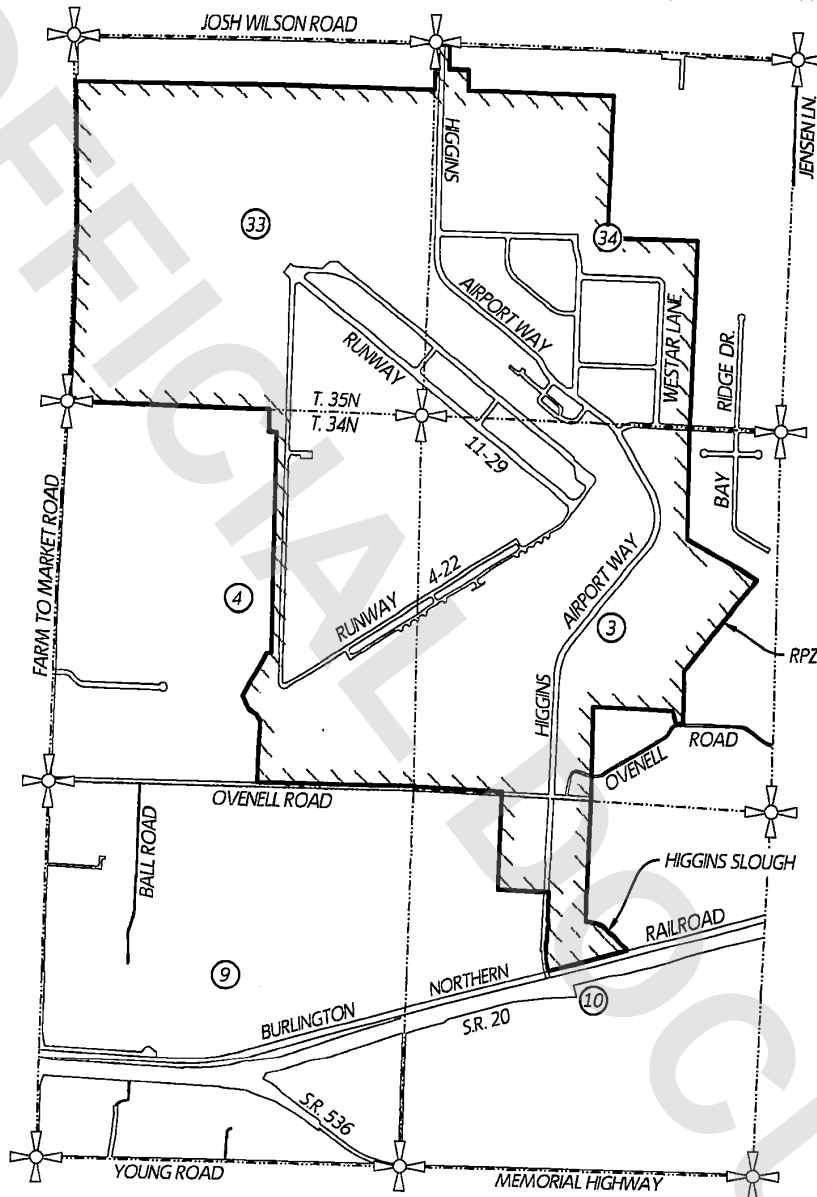 JOSH WILSON ROAD
JENSEN LN.
HIGGINS
33
34
AIRPORT WAY
RUNWAY
WESTAR LANE
RIDGE DR.
T. 35N
T. 34N
11-29
BAY
FARM TO MARKET ROAD
4-22
RUNWAY
AIRPORT WAY
4
3
RPZ
HIGGINS
ROAD
OVENELL
OVENELL ROAD
BALL ROAD
HIGGINS SLOUGH
RAILROAD
NORTHERN
BURLINGTON
9
10
S.R. 20
S.R. 536
YOUNG ROAD
MEMORIAL HIGHWAY